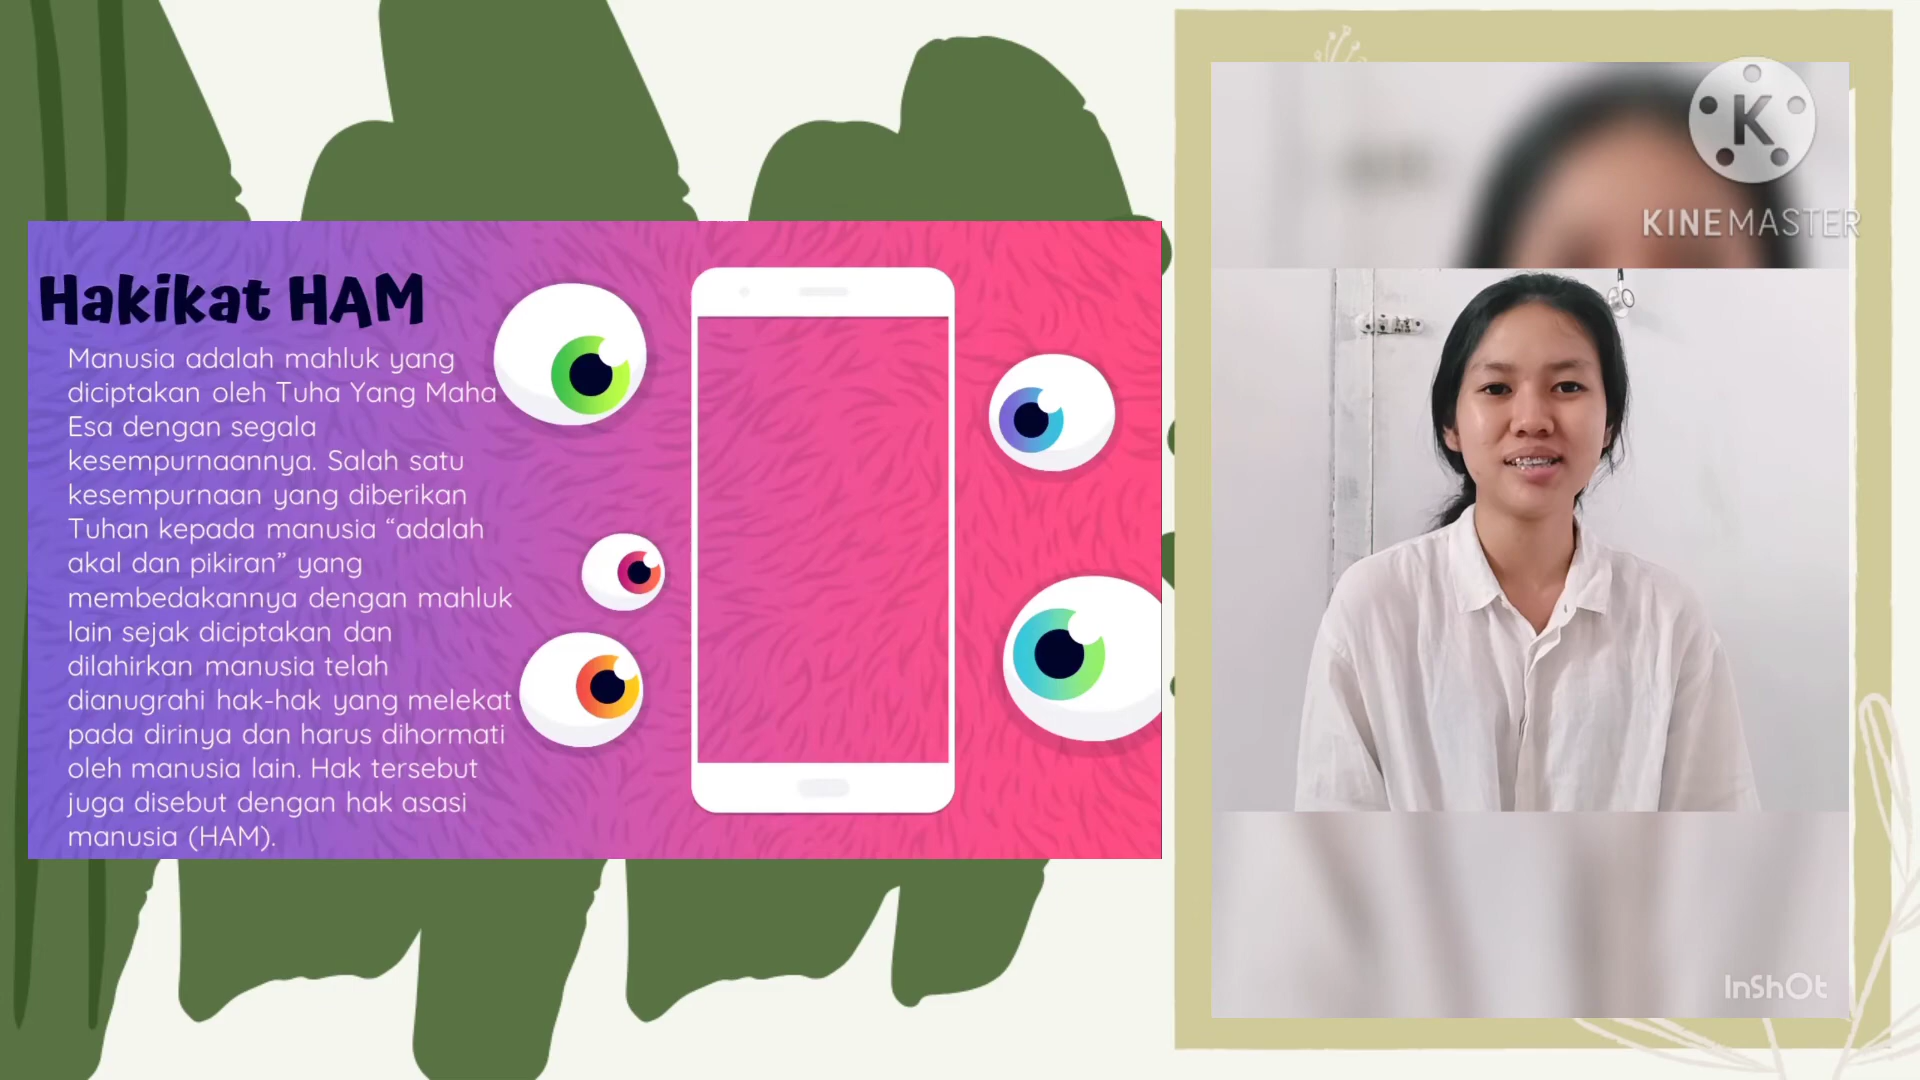 Hakikat HAM
Manusia adalah mahluk yang
diciptakan oleh Tuha Yang Maha
Esa dengan segala
kesempurnaannya. Salah satu
kesempurnaan yang diberikan
Tuhan kepada manusia “adalah
akal dan pikiran” yang
membedakannya dengan mahluk
lain sejak diciptakan dan
dilahirkan manusia telah
dianugrahi hak-hak yang melekat
pada dirinya dan harus dihormati
oleh manusia lain. Hak tersebut
juga disebut dengan hak asasi
manusia (HAM).
K
KINEMASTER
InShOt